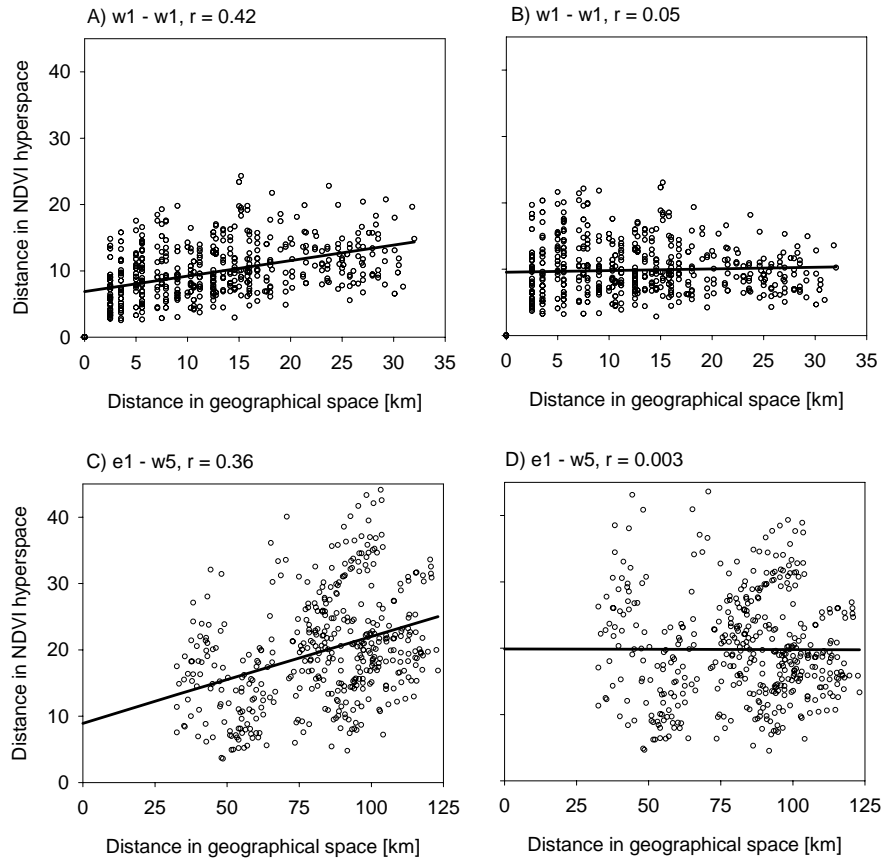 A) w1 - w1, r = 0.42
B) w1 - w1, r = 0.05
Distance in NDVI hyperspace
40
30
20
10
0
0 5 10 15 20 25 30 35
0 5 10 15 20 25 30 35
Distance in geographical space [km]
Distance in geographical space [km]
C) e1 - w5, r = 0.36
D) e1 - w5, r = 0.003
Distance in NDVI hyperspace
40
30
20
10
0
0 25 50 75 100 125
0 25 50 75 100 125
Distance in geographical space [km]
Distance in geographical space [km]